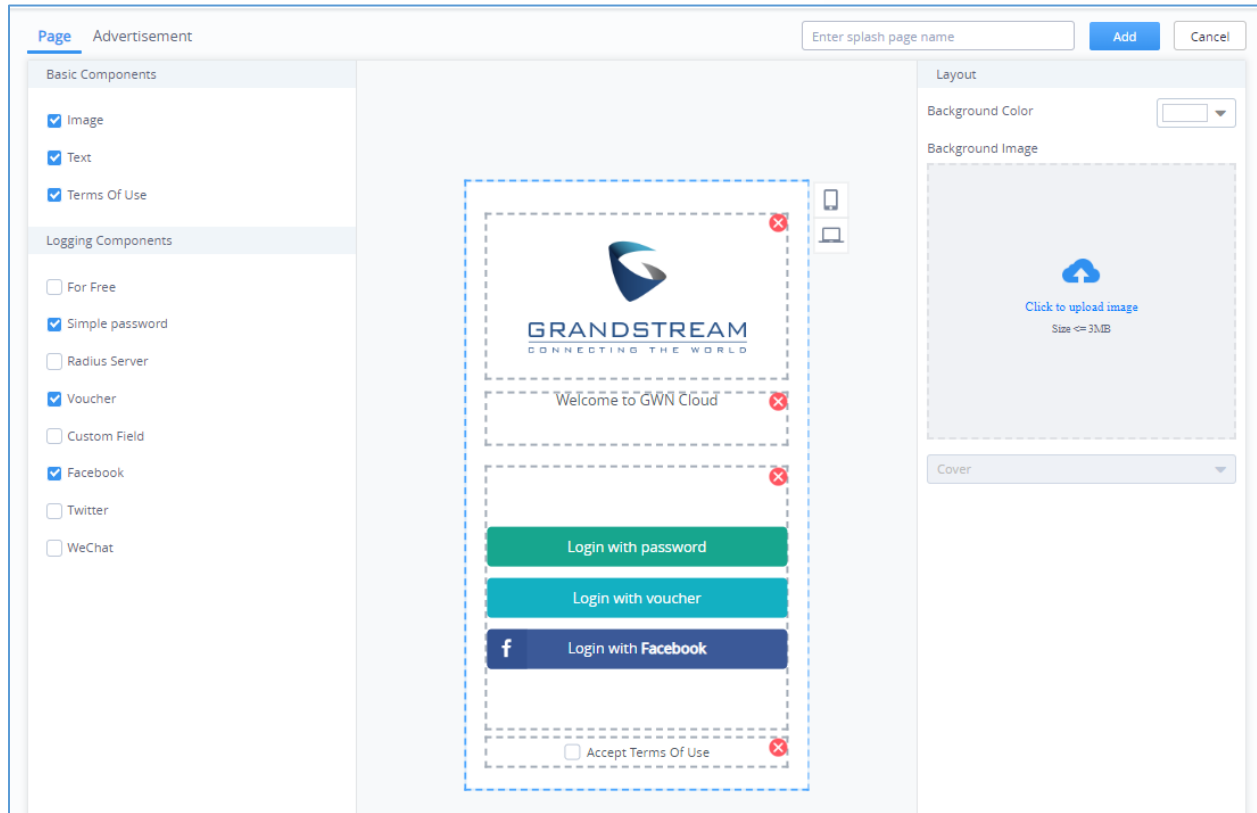 Page Advertisement
Enter splash page name
Add
Cancel
Basic Components
Image
Text
Terms Of Use
Logging Components
For Free
Simple password
Radius Server
Voucher
Custom Field
Facebook
Twitter
WeChat
GRANDSTREAM
CONNECTING THE WORLD
Welcome to GWN Cloud
Login with password
Login with voucher
f Login with Facebook
Accept Terms Of Use
Layout
Background Color
Background Image
Click to upload image
Size <= 3MB
Cover